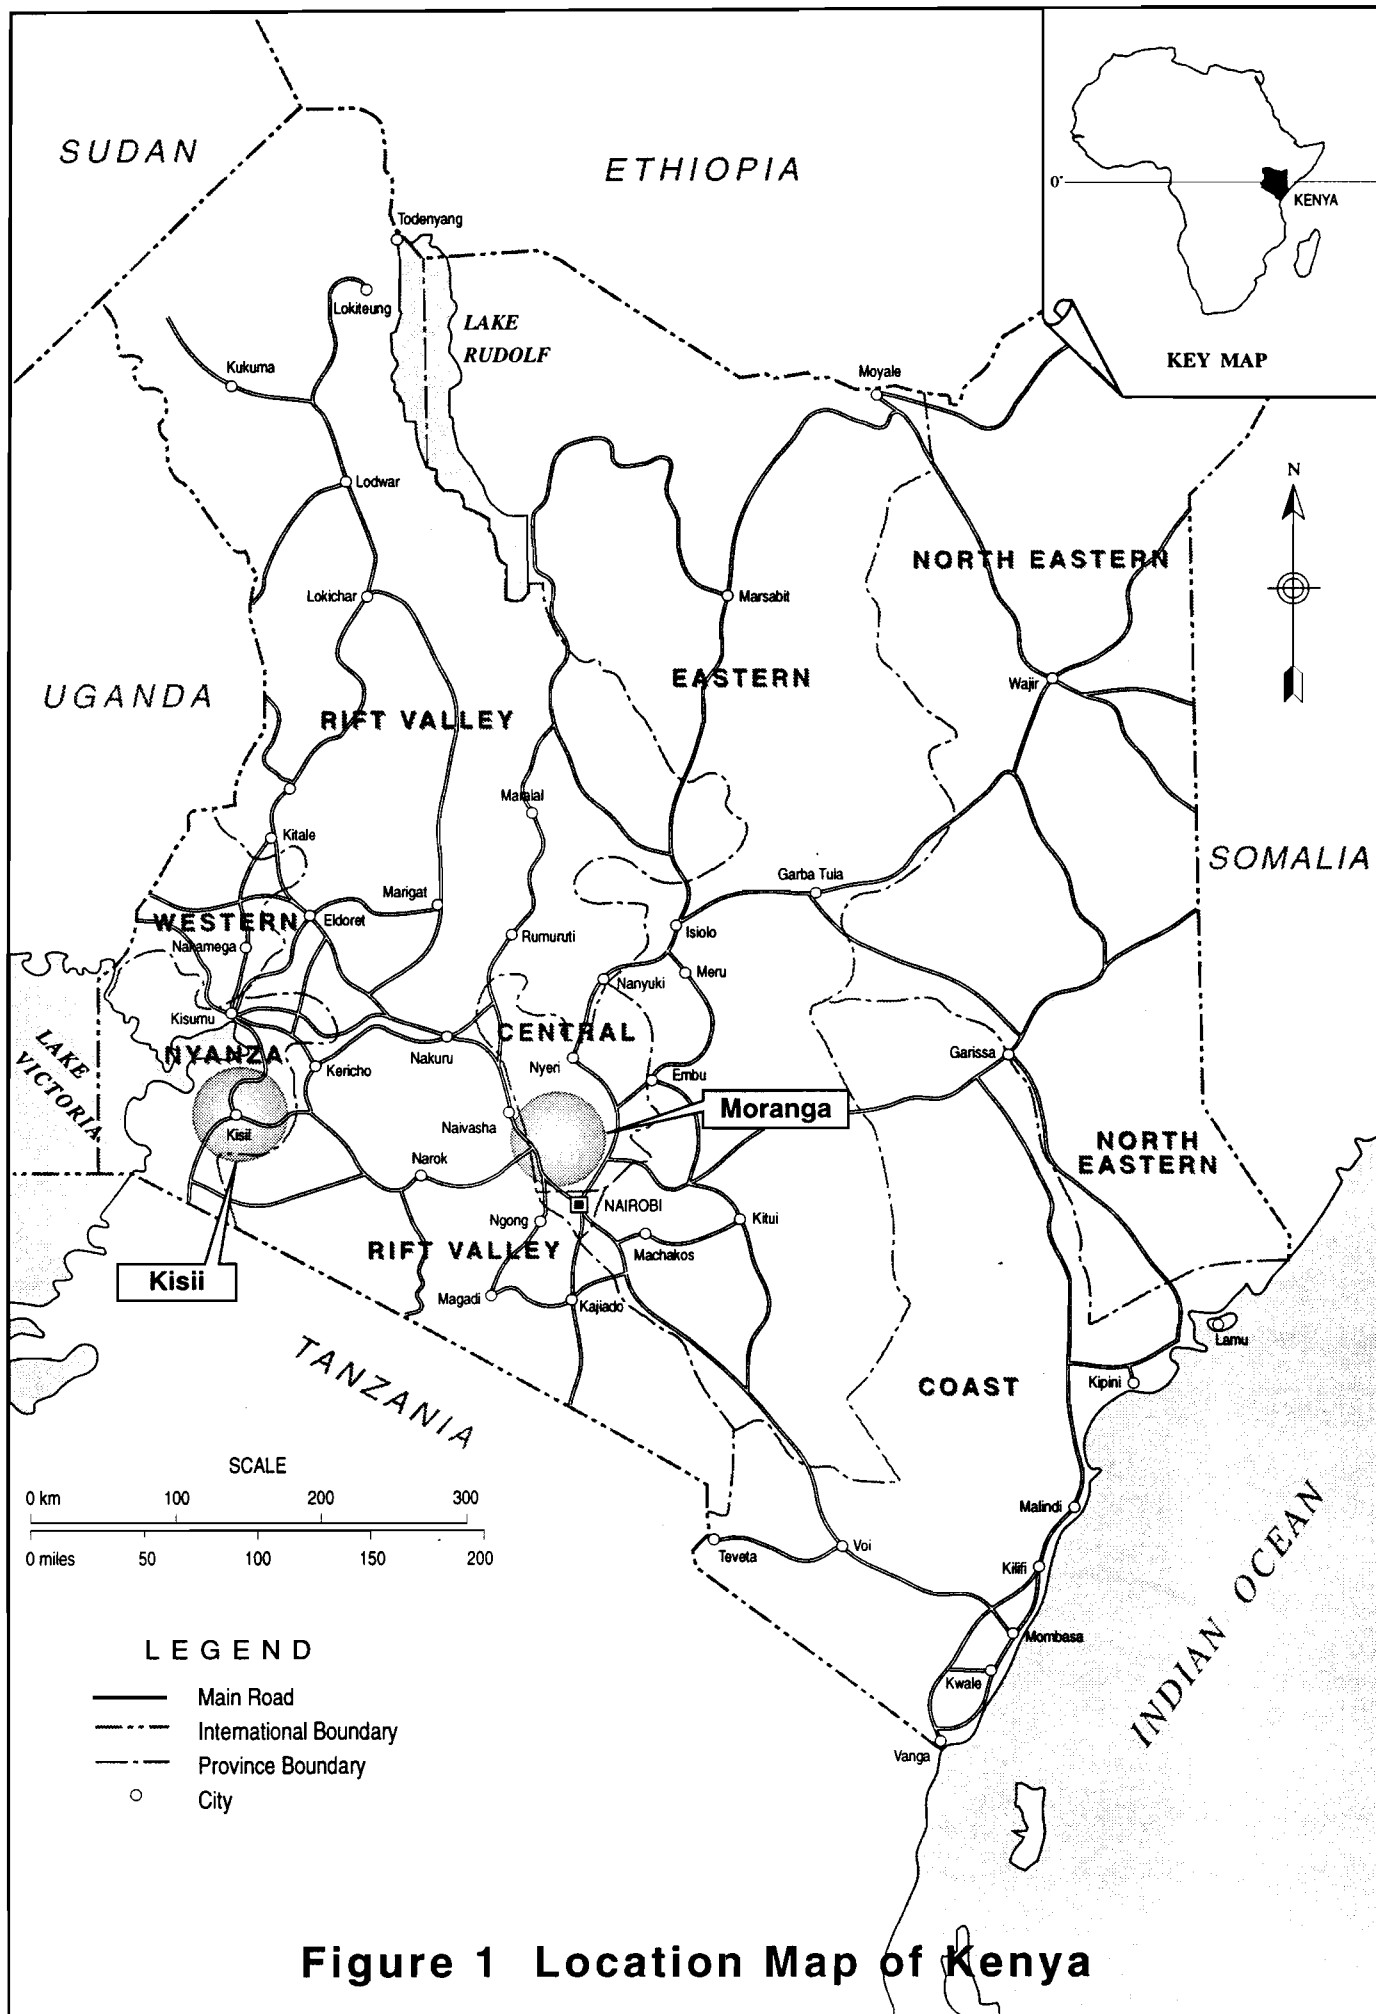 SUDAN
ETHIOPIA
0°
KENYA
KEY MAP
Todenyang
Lokiteung
LAKE
RUDOLF
Kukuma
Moyale
N
Lodwar
NORTH EASTERN
Lokichar
Marsabit
UGANDA
EASTERN
Wajir
RIFT VALLEY
Maralal
Kitale
SOMALIA
Garba Tula
Marigat
WESTERN
Eldoret
Isiolo
Nakamega
Rumuruti
Meru
Nanyuki
Kisumu
CENTRAL
LAKE
VICTORIA
NYANZA
Nakuru
Nyeri
Garissa
Kericho
Embu
Moranga
Naivasha
Kisii
NORTH
EASTERN
Narok
NAIROBI
Ngong
Kitui
RIFT VALLEY
Machakos
Kisii
Magadi
Kajiado
Lamu
TANZANIA
COAST
Kipini
SCALE
0 km 100 200 300
0 miles 50 100 150 200
Malindi
Teveta
Voi
Kilifi
INDIAN OCEAN
Mombasa
Kwale
Vanga
LEGEND
Main Road
International Boundary
Province Boundary
City
Figure 1 Location Map of Kenya